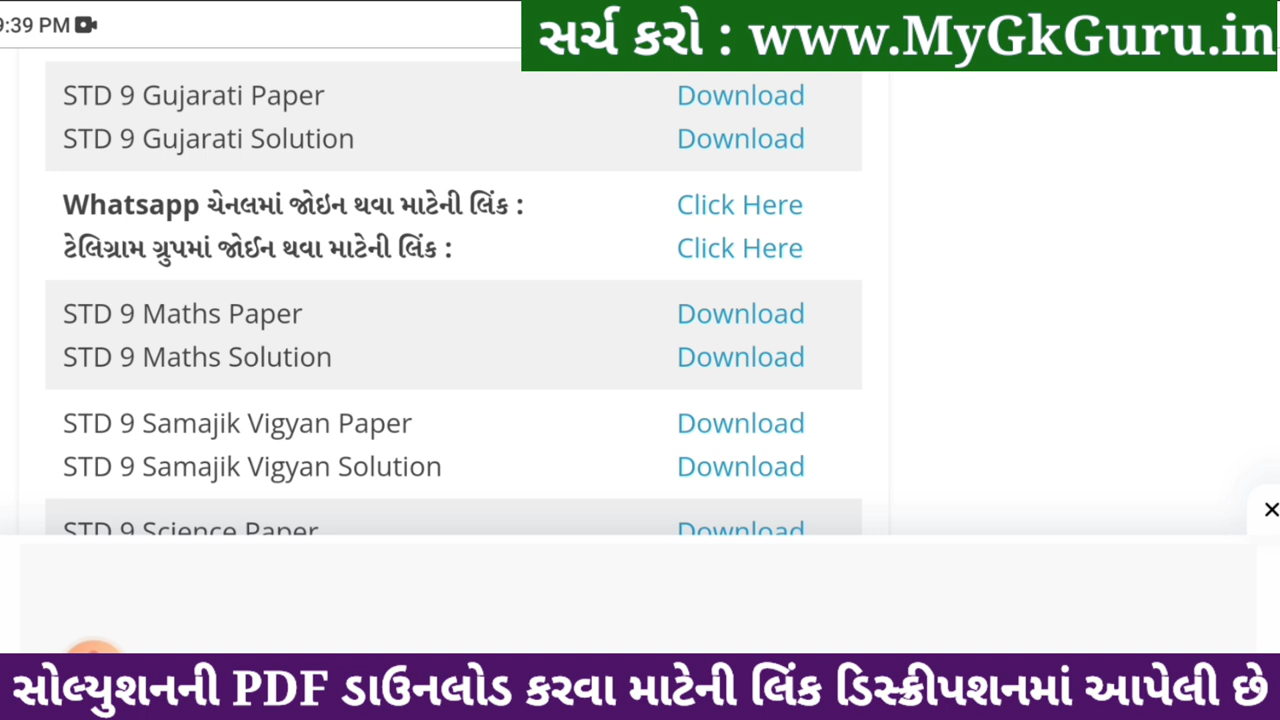 9:39 PM
સર્ચ કરો : www.MyGkGuru.in
STD 9 Gujarati Paper Download
STD 9 Gujarati Solution Download
Whatsapp ચેનલમાં જોઇન થવા માટેની લિંક : Click Here
ટેલિગ્રામ ગ્રુપમાં જોઈન થવા માટેની લિંક : Click Here
STD 9 Maths Paper Download
STD 9 Maths Solution Download
STD 9 Samajik Vigyan Paper Download
STD 9 Samajik Vigyan Solution Download
STD 9 Science Paper Download
સોલ્યુશનની PDF ડાઉનલોડ કરવા માટેની લિંક ડિસ્ક્રીપશનમાં આપેલી છે